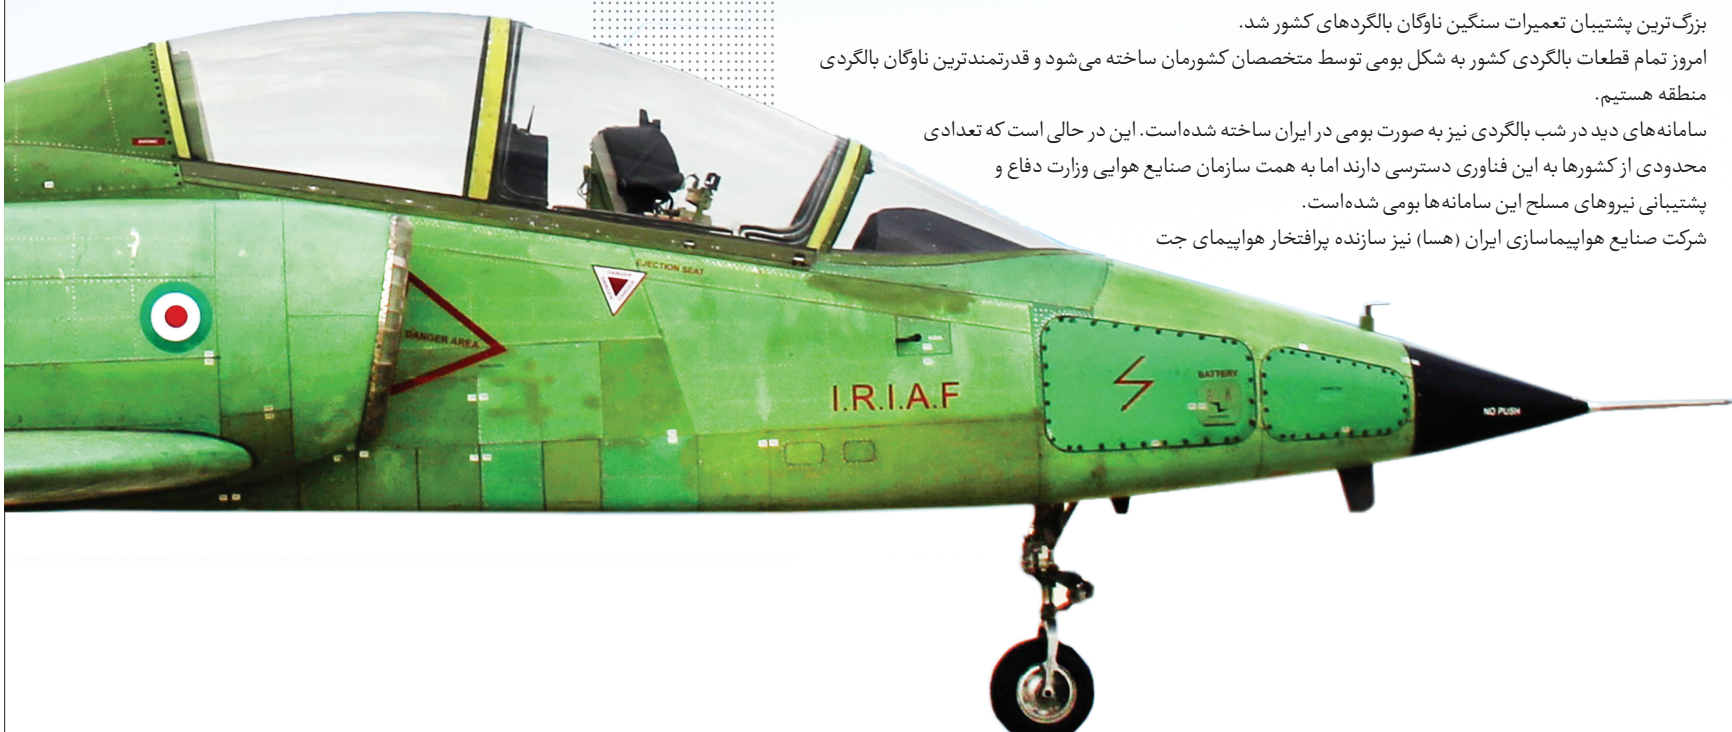 بزرگ‌ترین پشتیبان تعمیرات سنگین ناوگان بالگردهای کشور شد.
امروز تمام قطعات بالگردی کشور به شکل بومی توسط متخصصان کشورمان ساخته می‌شود و قدرتمندترین ناوگان بالگردی
منطقه هستیم.
سامانه‌های دید در شب بالگردی نیز به صورت بومی در ایران ساخته شده‌است. این در حالی است که تعدادی
محدودی از کشورها به این فناوری دسترسی دارند اما به همت سازمان صنایع هوایی وزارت دفاع و
پشتیبانی نیروهای مسلح این سامانه‌ها بومی شده‌است.
شرکت صنایع هواپیماسازی ایران (هسا) نیز سازنده پرافتخار هواپیمای جت
EJECTION SEAT
DANGER
DANGER AREA
I.R.I.A.F
BATTERY
NO PUSH